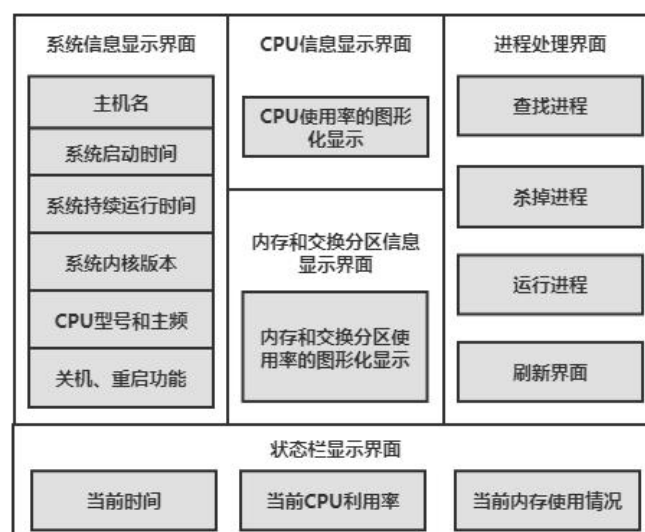 系统信息显示界面
主机名
系统启动时间
系统持续运行时间
系统内核版本
CPU型号和主频
关机、重启功能
CPU信息显示界面
CPU使用率的图形
化显示
内存和交换分区信息
显示界面
内存和交换分区使
用率的图形化显示
进程处理界面
查找进程
杀掉进程
运行进程
刷新界面
状态栏显示界面
当前时间
当前CPU利用率
当前内存使用情况